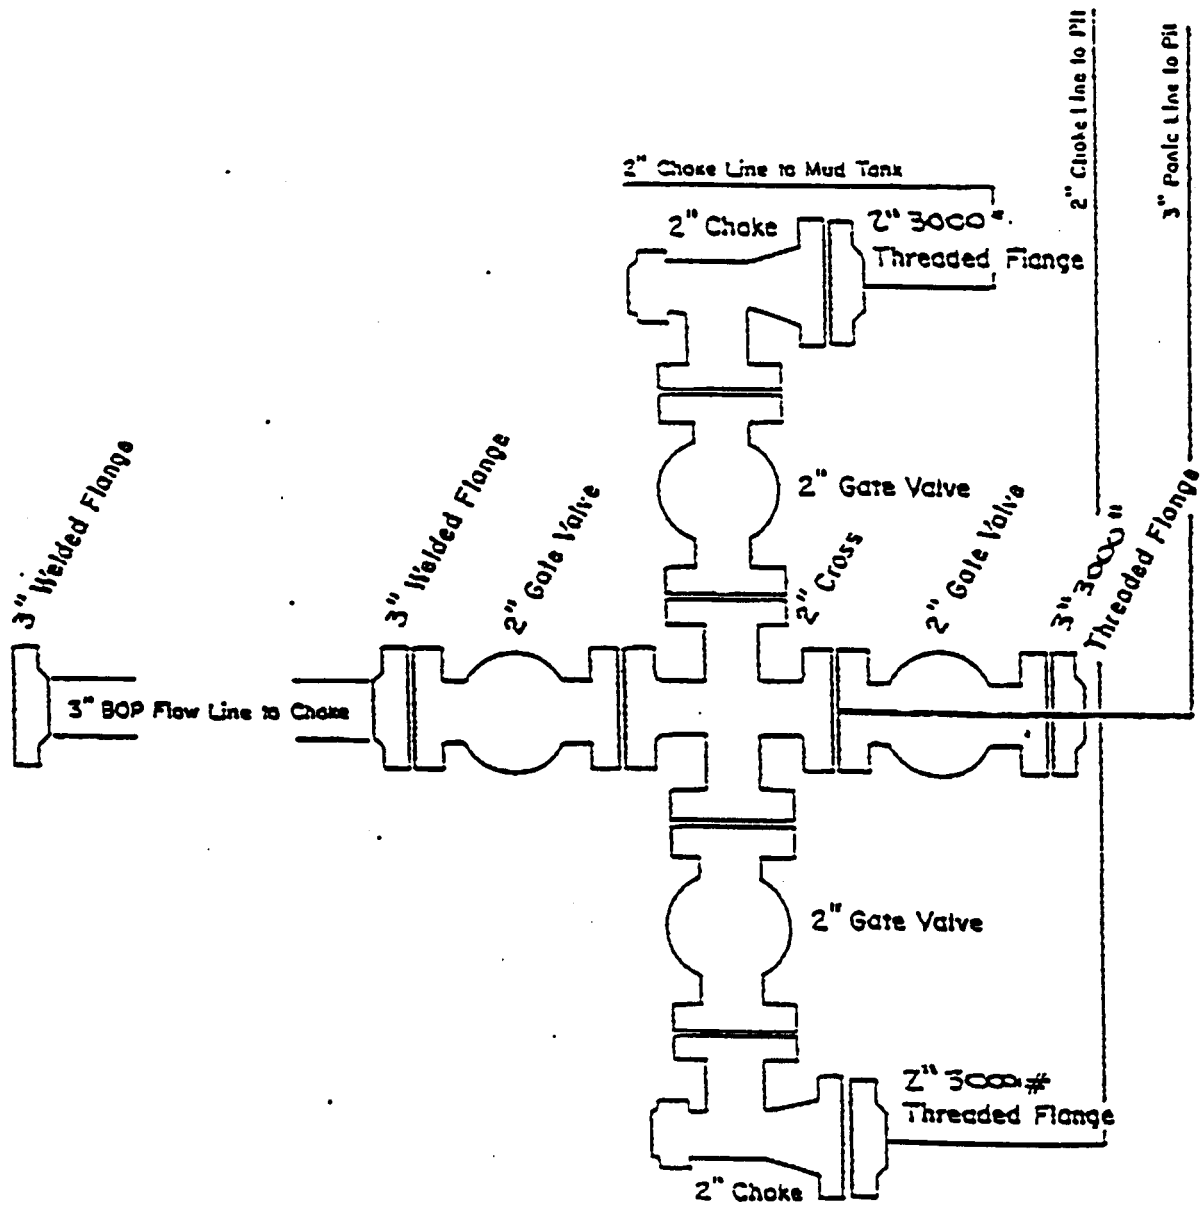 2" Choke Line to Pit
3" Panic Line to Pit
2" Choke Line to Mud Tank
2" Choke
2" 3000#
Threaded Flange
3" Welded Flange
3" Welded Flange
2" Gate Valve
2" Gate Valve
2" Cross
2" Gate Valve
3" 3000#
Threaded Flange
3" BOP Flow Line to Choke
2" Gate Valve
2" 3000#
Threaded Flange
2" Choke